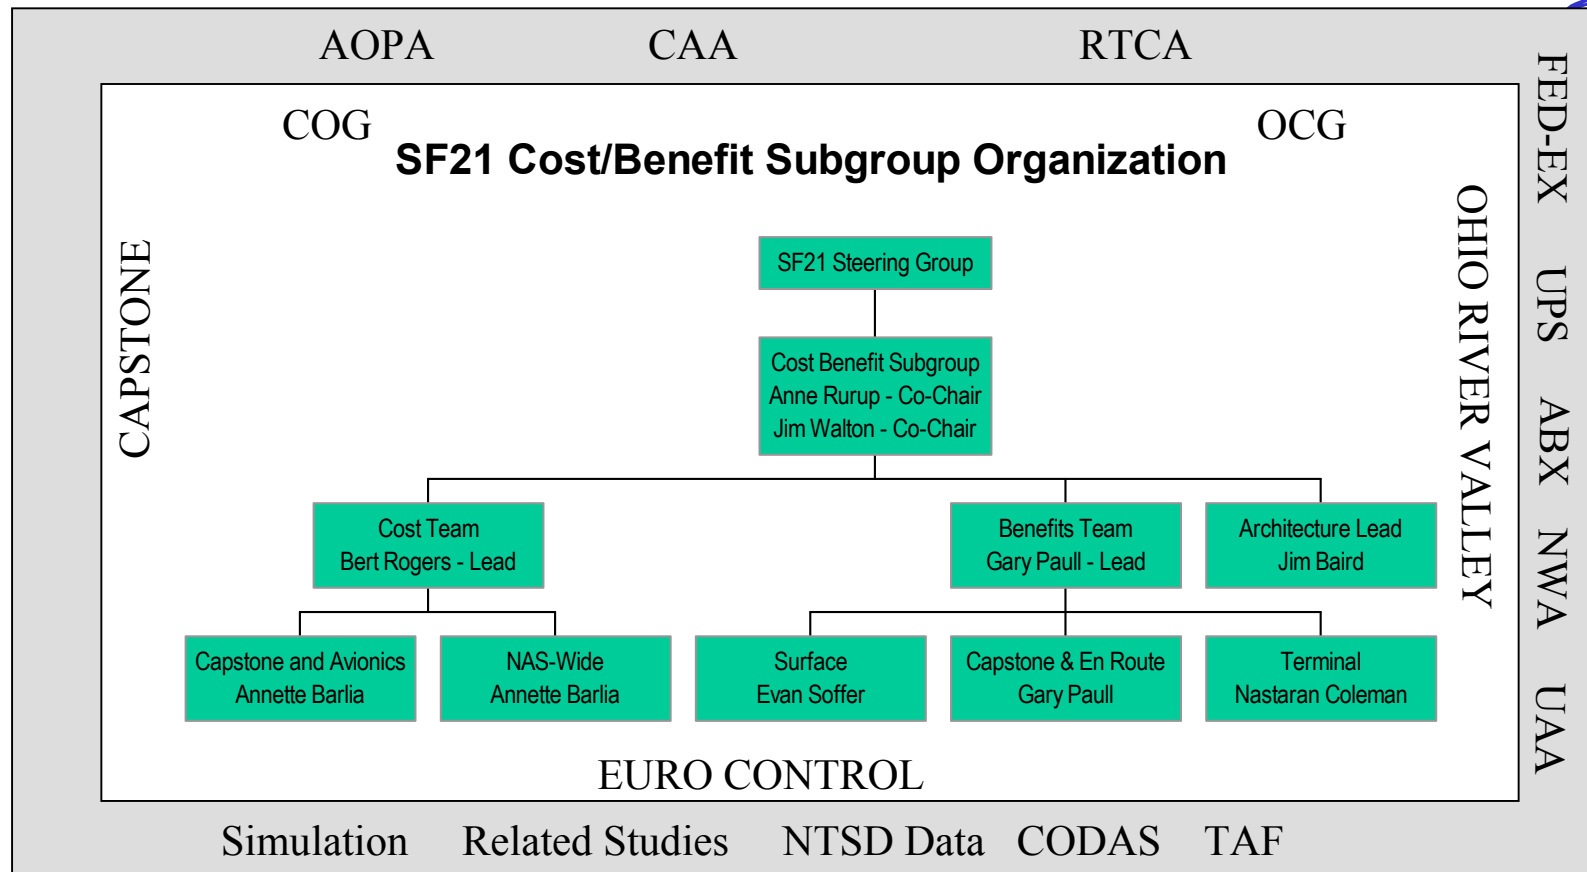 AOPA CAA RTCA
COG OCG
SF21 Cost/Benefit Subgroup Organization
CAPSTONE
SF21 Steering Group
Cost Benefit Subgroup
Anne Rurup - Co-Chair
Jim Walton - Co-Chair
Cost Team
Bert Rogers - Lead
Benefits Team
Gary Paull - Lead
Architecture Lead
Jim Baird
Capstone and Avionics
Annette Barlia
NAS-Wide
Annette Barlia
Surface
Evan Soffer
Capstone & En Route
Gary Paull
Terminal
Nastaran Coleman
OHIO RIVER VALLEY
FED-EX UPS ABX NWA UAA
EURO CONTROL
Simulation Related Studies NTSD Data CODAS TAF